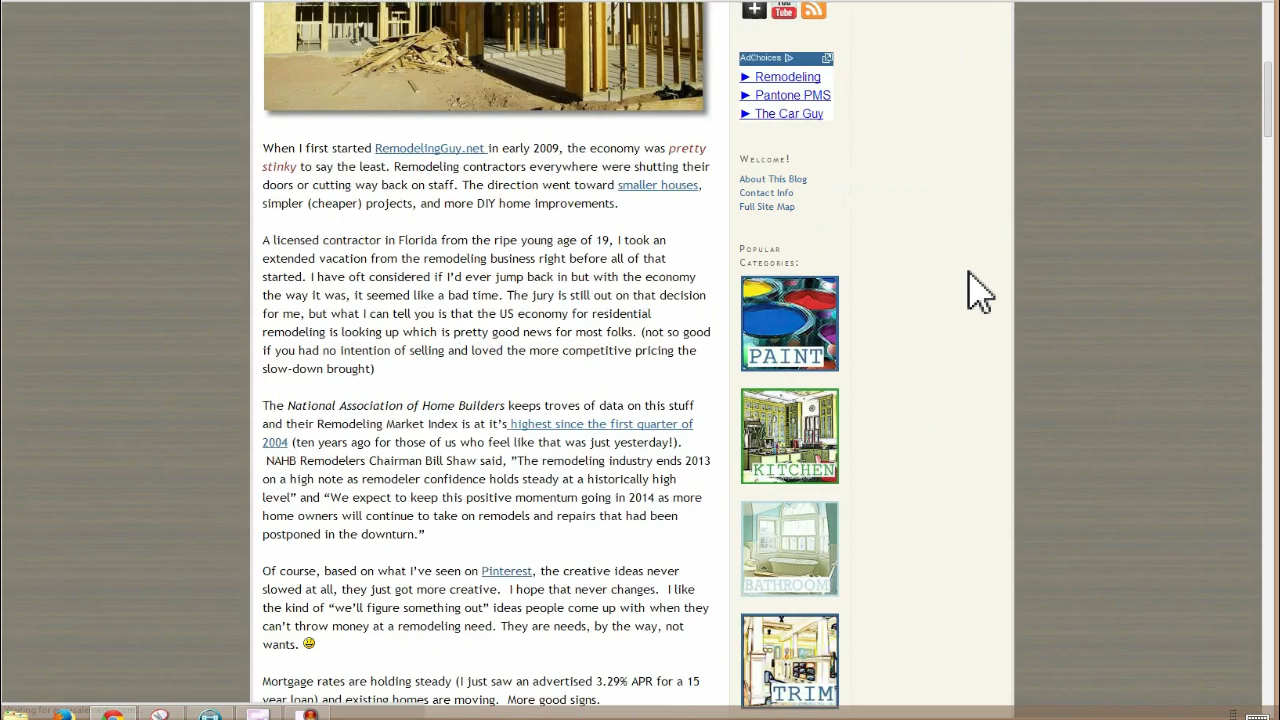 You
Tube
AdChoices
► Remodeling
► Pantone PMS
► The Car Guy
When I first started RemodelingGuy.net in early 2009, the economy was pretty
stinky to say the least. Remodeling contractors everywhere were shutting their
doors or cutting way back on staff. The direction went toward smaller houses,
simpler (cheaper) projects, and more DIY home improvements.
A licensed contractor in Florida from the ripe young age of 19, I took an
extended vacation from the remodeling business right before all of that
started. I have oft considered if I'd ever jump back in but with the economy
the way it was, it seemed like a bad time. The jury is still out on that decision
for me, but what I can tell you is that the US economy for residential
remodeling is looking up which is pretty good news for most folks. (not so good
if you had no intention of selling and loved the more competitive pricing the
slow-down brought)
The National Association of Home Builders keeps troves of data on this stuff
and their Remodeling Market Index is at it's highest since the first quarter of
2004 (ten years ago for those of us who feel like that was just yesterday!).
NAHB Remodelers Chairman Bill Shaw said, "The remodeling industry ends 2013
on a high note as remodeler confidence holds steady at a historically high
level" and "We expect to keep this positive momentum going in 2014 as more
home owners will continue to take on remodels and repairs that had been
postponed in the downturn."
Of course, based on what I've seen on Pinterest, the creative ideas never
slowed at all, they just got more creative. I hope that never changes. I like
the kind of "we'll figure something out" ideas people come up with when they
can't throw money at a remodeling need. They are needs, by the way, not
wants.
Mortgage rates are holding steady (I just saw an advertised 3.29% APR for a 15
year loan) and existing homes are moving. More good signs.
Welcome!
About This Blog
Contact Info
Full Site Map
Popular
Categories:
PAINT
KITCHEN
BATHROOM
TRIM